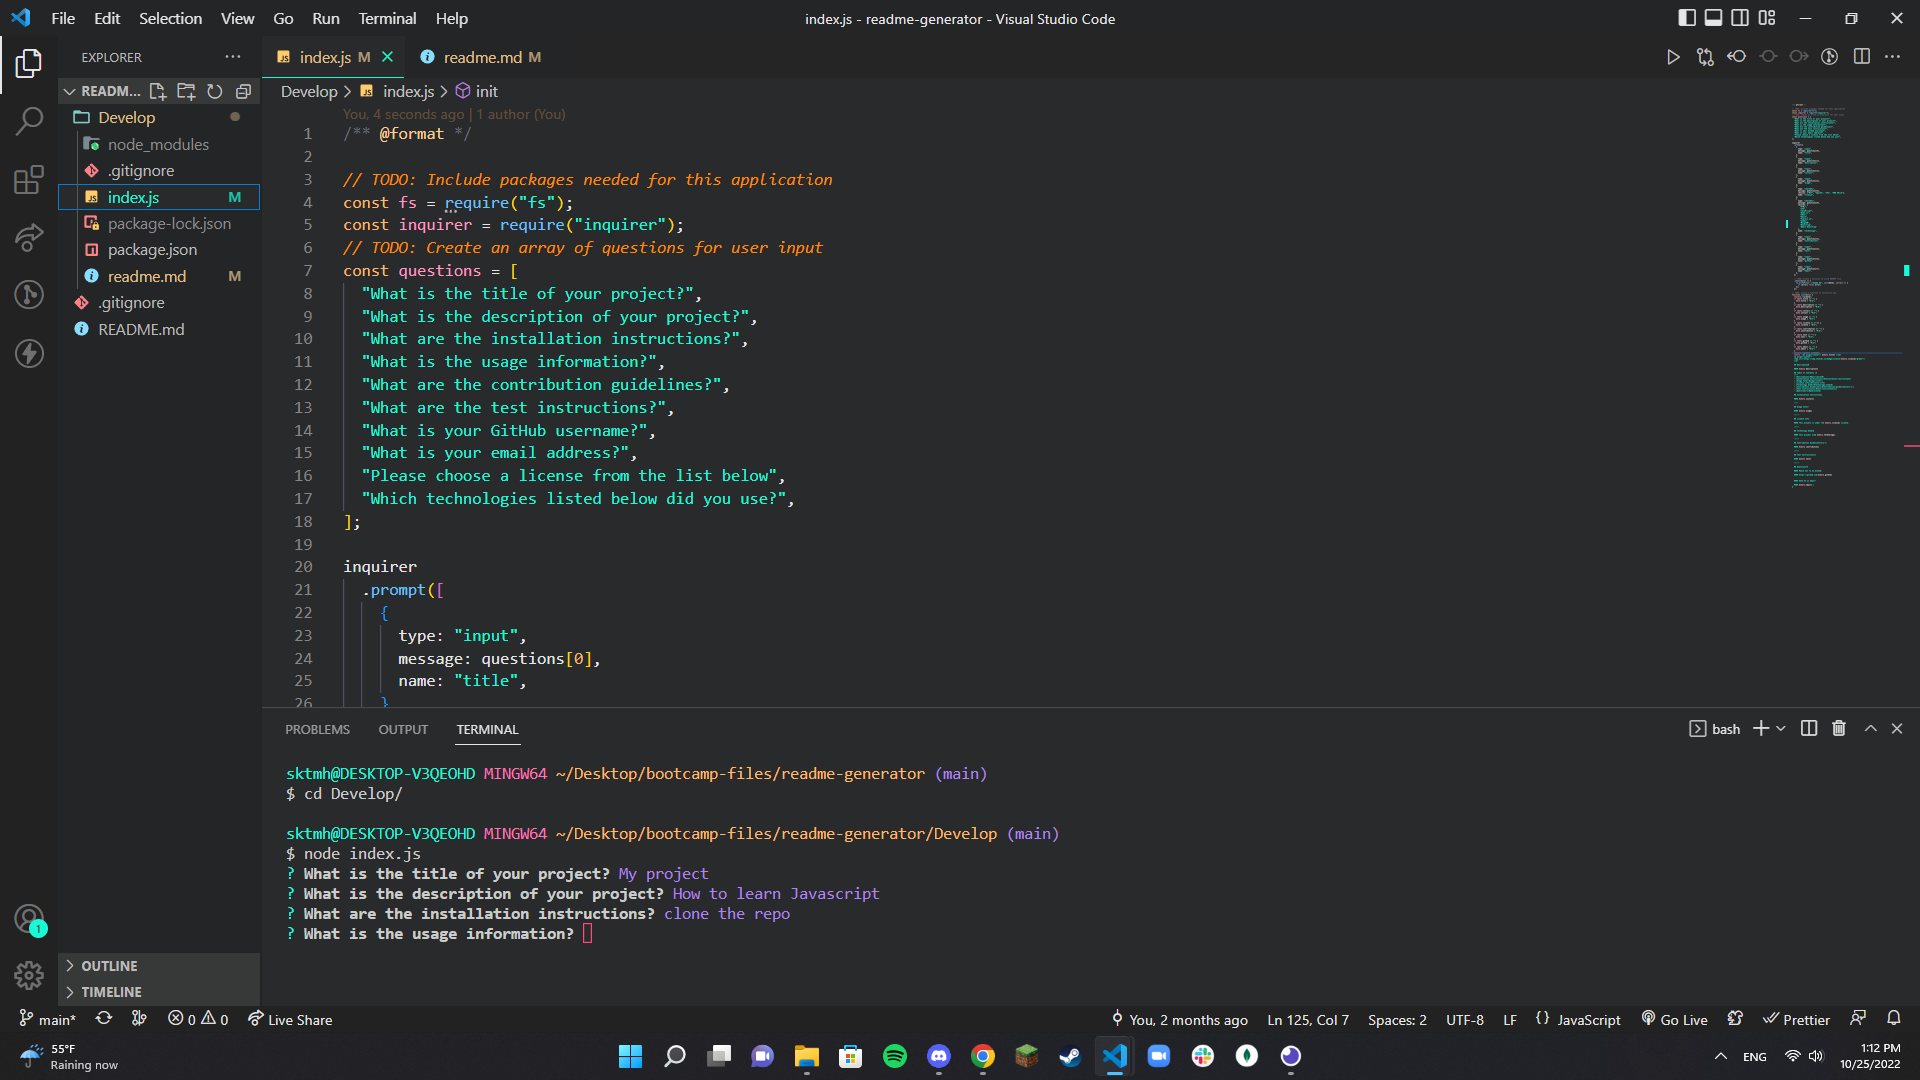 File Edit Selection View Go Run Terminal Help
index.js - readme-generator - Visual Studio Code
EXPLORER
READM...
Develop
node_modules
.gitignore
index.js M
package-lock.json
package.json
readme.md M
.gitignore
README.md
OUTLINE
TIMELINE
index.js M
readme.md M
Develop > index.js > init
You, 4 seconds ago | 1 author (You)
1 /** @format */
2
3 // TODO: Include packages needed for this application
4 const fs = require("fs");
5 const inquirer = require("inquirer");
6 // TODO: Create an array of questions for user input
7 const questions = [
8 "What is the title of your project?",
9 "What is the description of your project?",
10 "What are the installation instructions?",
11 "What is the usage information?",
12 "What are the contribution guidelines?",
13 "What are the test instructions?",
14 "What is your GitHub username?",
15 "What is your email address?",
16 "Please choose a license from the list below",
17 "Which technologies listed below did you use?",
18 ];
19
20 inquirer
21 .prompt([
22 {
23 type: "input",
24 message: questions[0],
25 name: "title",
26 }
PROBLEMS OUTPUT TERMINAL
bash
sktmh@DESKTOP-V3QEOHD MINGW64 ~/Desktop/bootcamp-files/readme-generator (main)
$ cd Develop/
sktmh@DESKTOP-V3QEOHD MINGW64 ~/Desktop/bootcamp-files/readme-generator/Develop (main)
$ node index.js
? What is the title of your project? My project
? What is the description of your project? How to learn Javascript
? What are the installation instructions? clone the repo
? What is the usage information?
1
main* 0 0 Live Share
You, 2 months ago Ln 125, Col 7 Spaces: 2 UTF-8 LF {} JavaScript Go Live Prettier
55°F
Raining now
ENG
1:12 PM
10/25/2022